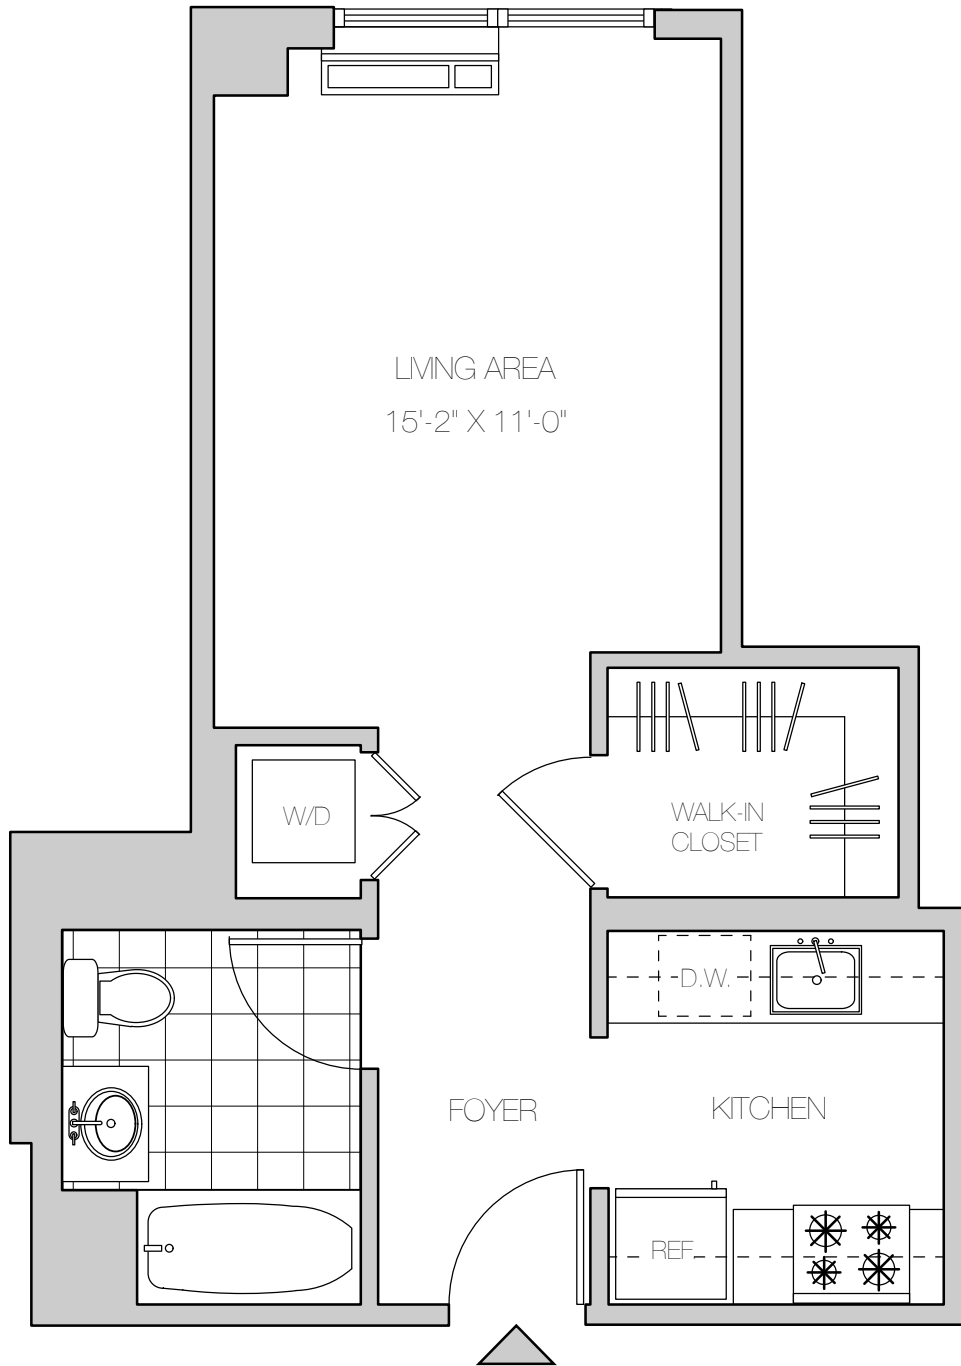 LIVING AREA
15'-2" X 11'-0"
W/D
WALK-IN
CLOSET
D.W.
FOYER
KITCHEN
REF.